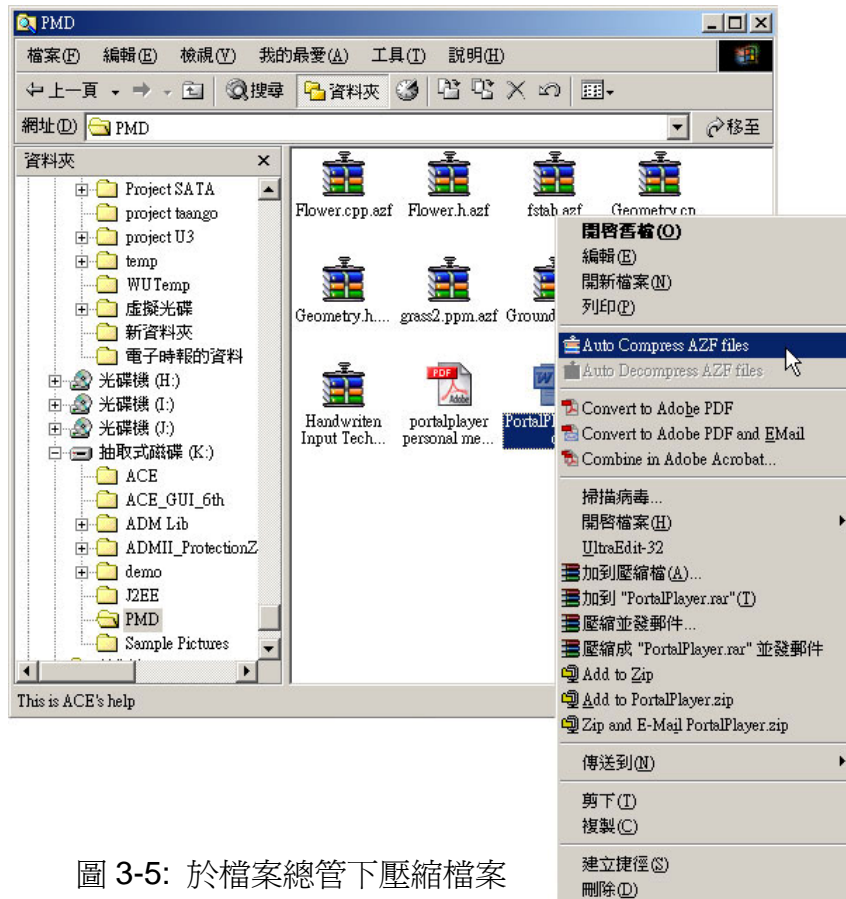 PMD
檔案(F) 編輯(E) 檢視(V) 我的最愛(A) 工具(T) 說明(H)
上一頁 搜尋 資料夾
網址(D) PMD 移至
資料夾 x
Project SATA
project taango
project U3
temp
WUTemp
虛擬光碟
新資料夾
電子時報的資料
光碟機 (H:)
光碟機 (I:)
光碟機 (J:)
抽取式磁碟 (K:)
ACE
ACE_GUI_6th
ADM Lib
ADMII_ProtectionZ
demo
J2EE
PMD
Sample Pictures
Flower.cpp.azf Flower.h.azf fstab.azf Geometry.cp
Geometry.h.... grass2.ppm.azf Ground
Handwriten Input Tech...
PDF
Adobe
portalplayer personal me...
PortalPl
開啓舊檔(O)
編輯(E)
開新檔案(N)
列印(P)
Auto Compress AZF files
Auto Decompress AZF files
Convert to Adobe PDF
Convert to Adobe PDF and EMail
Combine in Adobe Acrobat...
掃描病毒...
開啓檔案(H)
UltraEdit-32
加到壓縮檔(A)...
加到 "PortalPlayer.rar"(T)
壓縮並發郵件...
壓縮成 "PortalPlayer.rar" 並發郵件
Add to Zip
Add to PortalPlayer.zip
Zip and E-Mail PortalPlayer.zip
傳送到(N)
剪下(T)
複製(C)
建立捷徑(S)
刪除(D)
This is ACE's help
圖 3-5: 於檔案總管下壓縮檔案